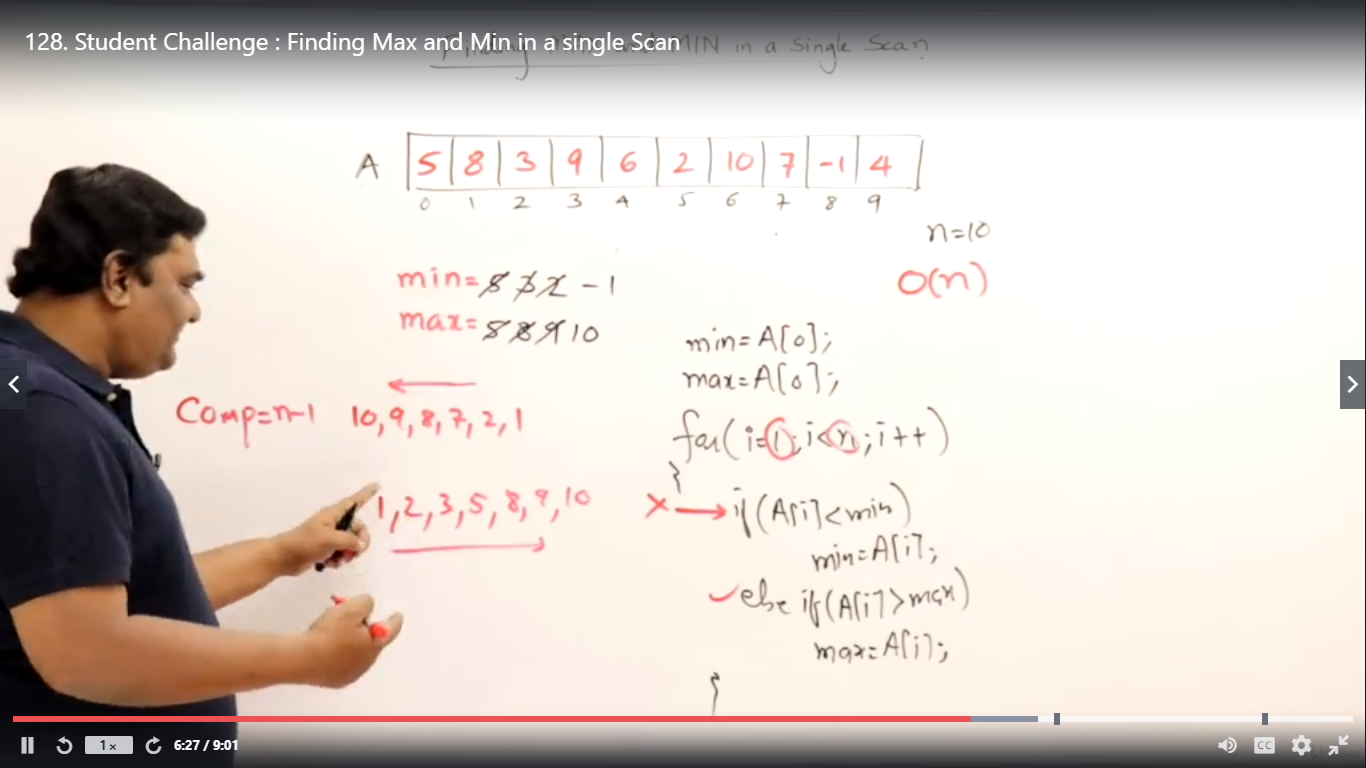 128. Student Challenge : Finding Max and Min in a single Scan
Finding MIN in a single Scan
A 5 8 3 9 6 2 10 7 -1 4
0 1 2 3 4 5 6 7 8 9
n=10
O(n)
min= 5 3 2 -1
max= 5 8 9 10
min=A[0];
max=A[0];
Comp=n-1 10,9,8,7,2,1
for(i=1;i<n;i++)
{
1,2,3,5,8,9,10
× if(A[i]<min)
min=A[i];
else if(A[i]>max)
max=A[i];
}
1 x
6:27 / 9:01
CC